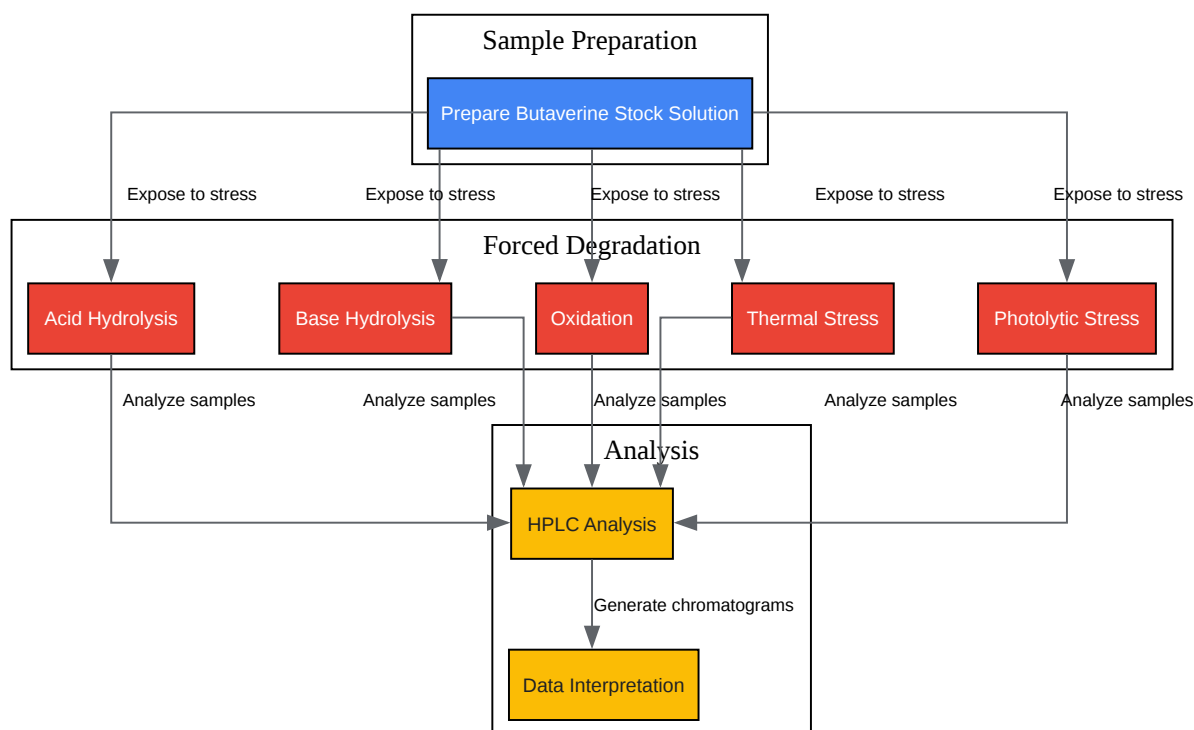 Sample Preparation
Prepare Butaverine Stock Solution
Expose to stress
Expose to stress
Expose to stress
Expose to stress
Expose to stress
Forced Degradation
Acid Hydrolysis
Base Hydrolysis
Oxidation
Thermal Stress
Photolytic Stress
Analyze samples
Analyze samples
Analyze samples
Analyze samples
Analyze samples
Analysis
HPLC Analysis
Generate chromatograms
Data Interpretation